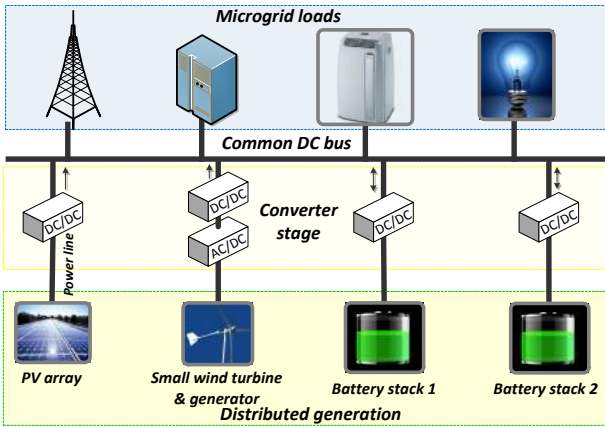 Microgrid loads
Common DC bus
DC/DC
DC/DC
AC/DC
Converter
stage
DC/DC
DC/DC
Power line
PV array
Small wind turbine
& generator
Battery stack 1
Battery stack 2
Distributed generation